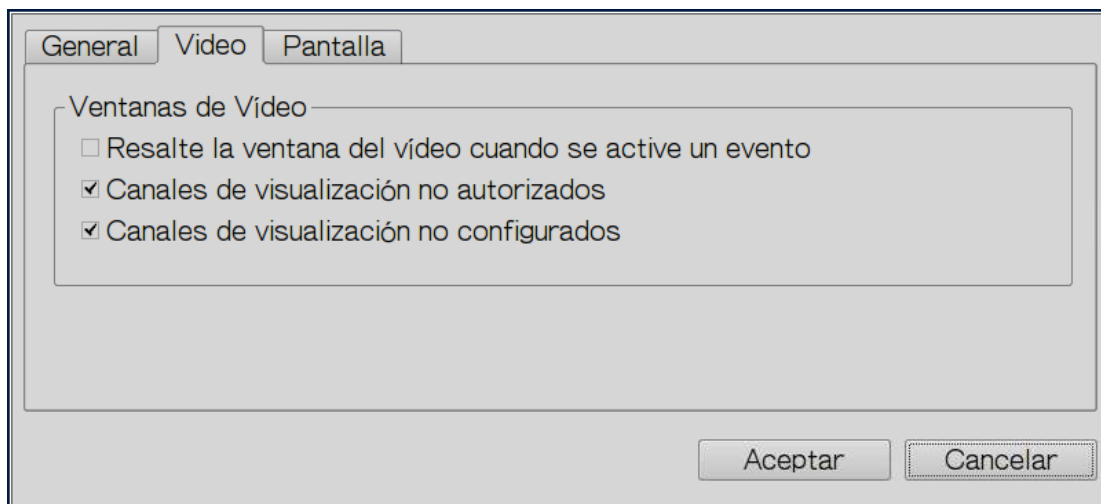 General Video Pantalla
Ventanas de Vídeo
Resalte la ventana del vídeo cuando se active un evento
Canales de visualización no autorizados
Canales de visualización no configurados
Aceptar Cancelar